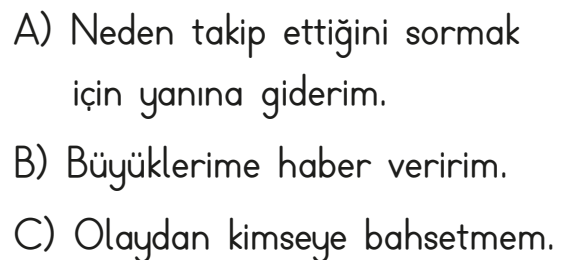 A) Neden takip ettiğini sormak
için yanına giderim.
B) Büyüklerime haber veririm.
C) Olaydan kimseye bahsetmem.